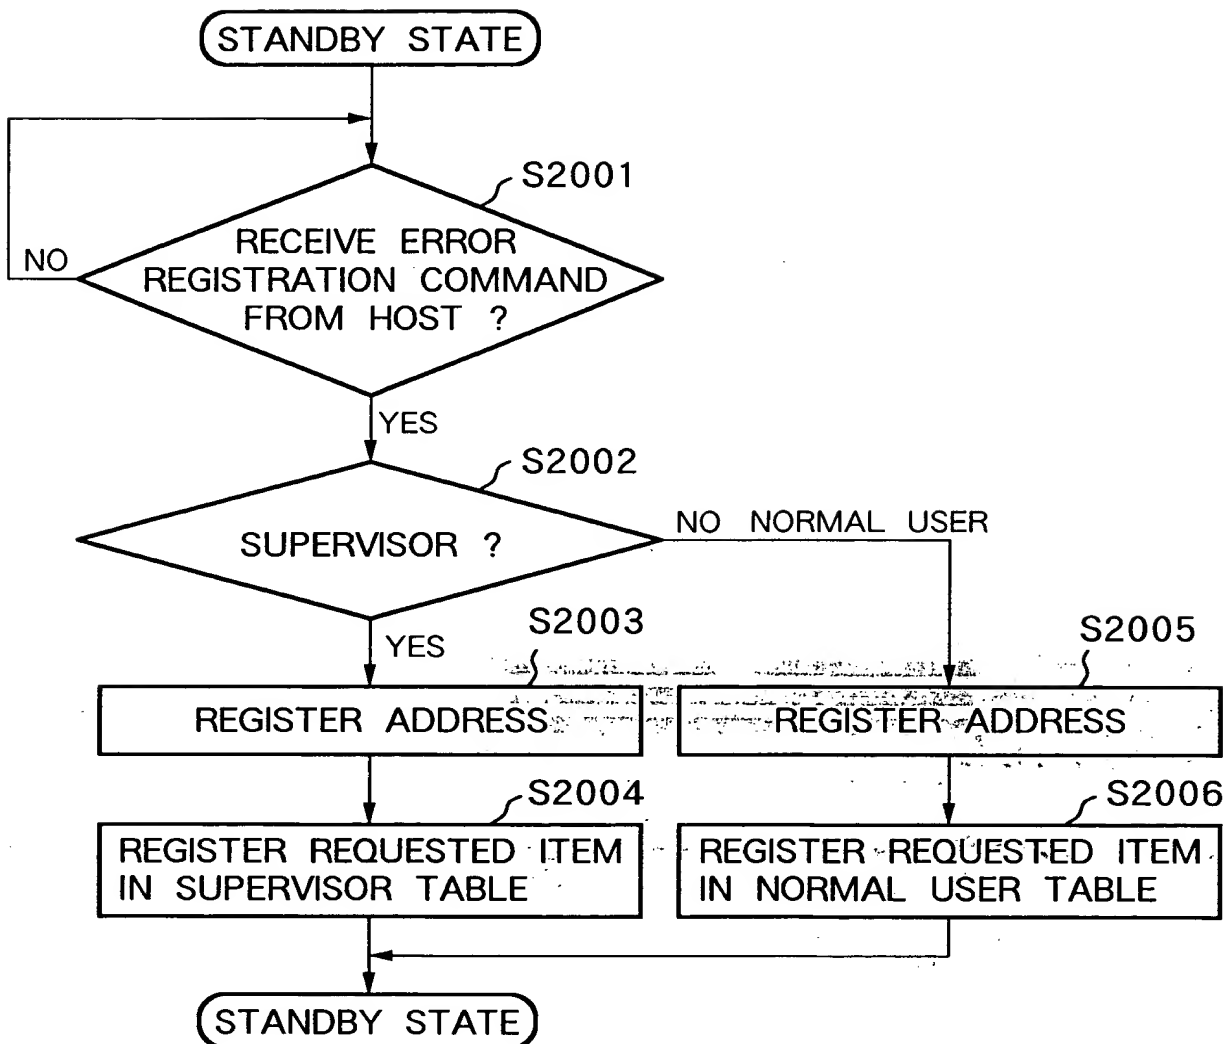 STANDBY STATE
S2001
RECEIVE ERROR
REGISTRATION COMMAND
FROM HOST ?
NO
YES
S2002
SUPERVISOR ?
NO NORMAL USER
YES
S2003
REGISTER ADDRESS
S2004
REGISTER REQUESTED ITEM
IN SUPERVISOR TABLE
S2005
REGISTER ADDRESS
S2006
REGISTER REQUESTED ITEM
IN NORMAL USER TABLE
STANDBY STATE